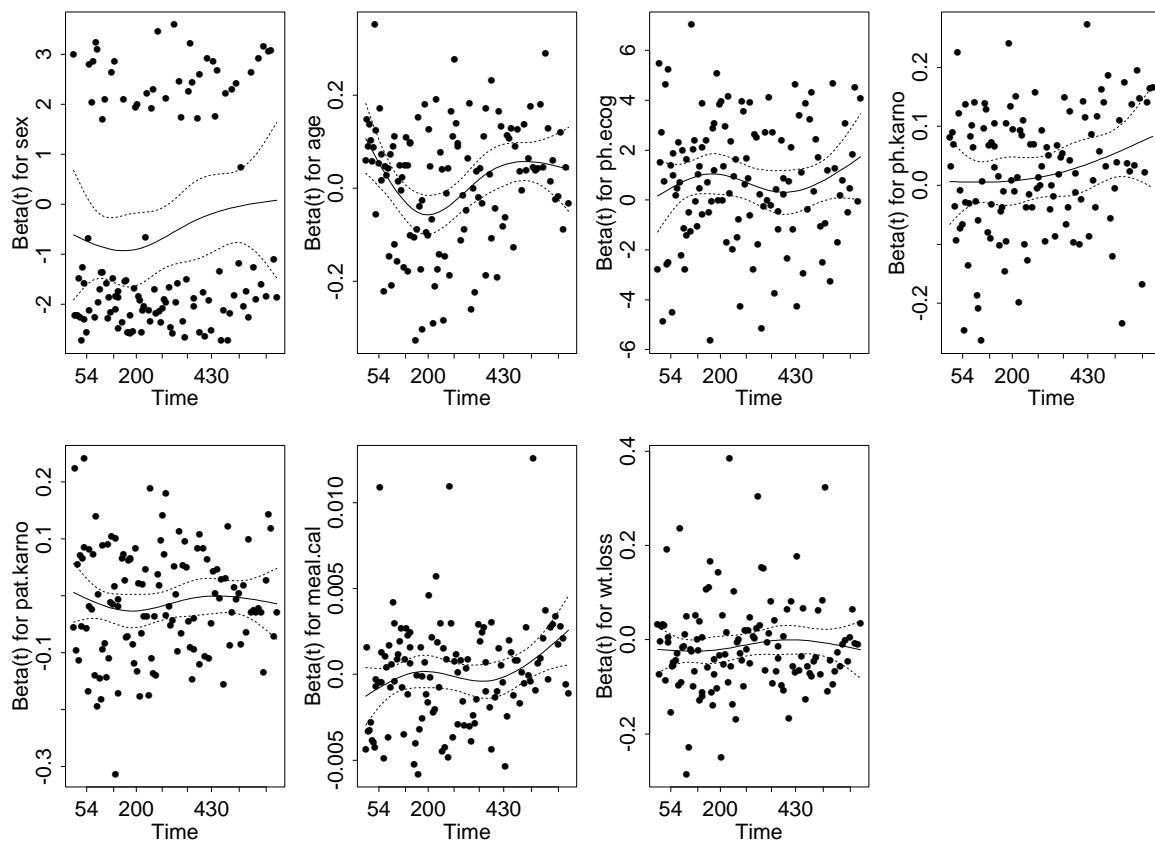 Beta(t) for sex
3
2
1
0
-1
-2
54 200 430
Time
Beta(t) for age
0.2
0.0
-0.2
54 200 430
Time
Beta(t) for ph.ecog
6
4
2
0
-2
-4
-6
54 200 430
Time
Beta(t) for ph.karno
0.2
0.1
0.0
-0.2
54 200 430
Time
Beta(t) for pat.karno
0.2
0.1
-0.1
-0.3
54 200 430
Time
Beta(t) for meal.cal
0.010
0.005
0.0
-0.005
54 200 430
Time
Beta(t) for wt.loss
0.4
0.2
0.0
-0.2
54 200 430
Time